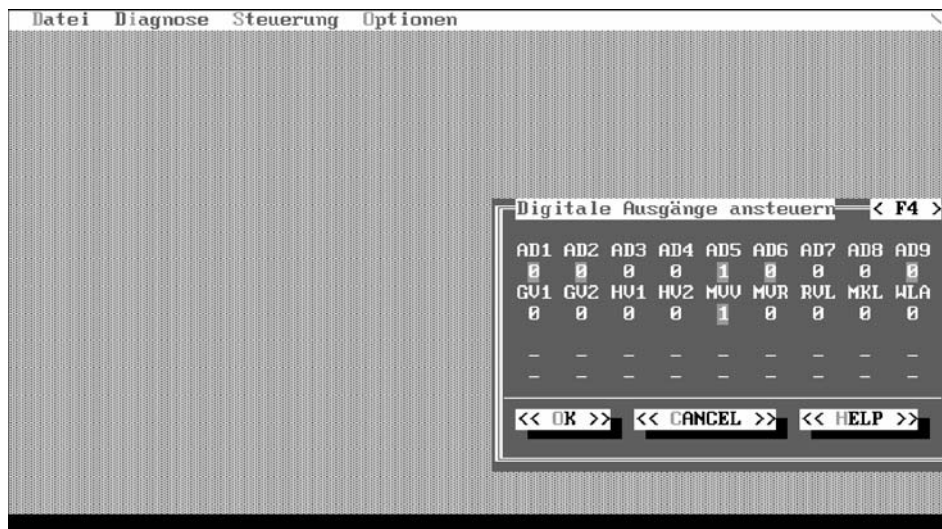 Datei Diagnose Steuerung Optionen
Digitale Ausgänge ansteuern < F4 >
AD1 AD2 AD3 AD4 AD5 AD6 AD7 AD8 AD9
0 0 0 0 1 0 0 0 0
GV1 GV2 HV1 HV2 MVV MVR RVL MKL WLA
0 0 0 0 1 0 0 0 0
– – – – – – – – –
– – – – – – – – –
<< OK >> << CANCEL >> << HELP >>